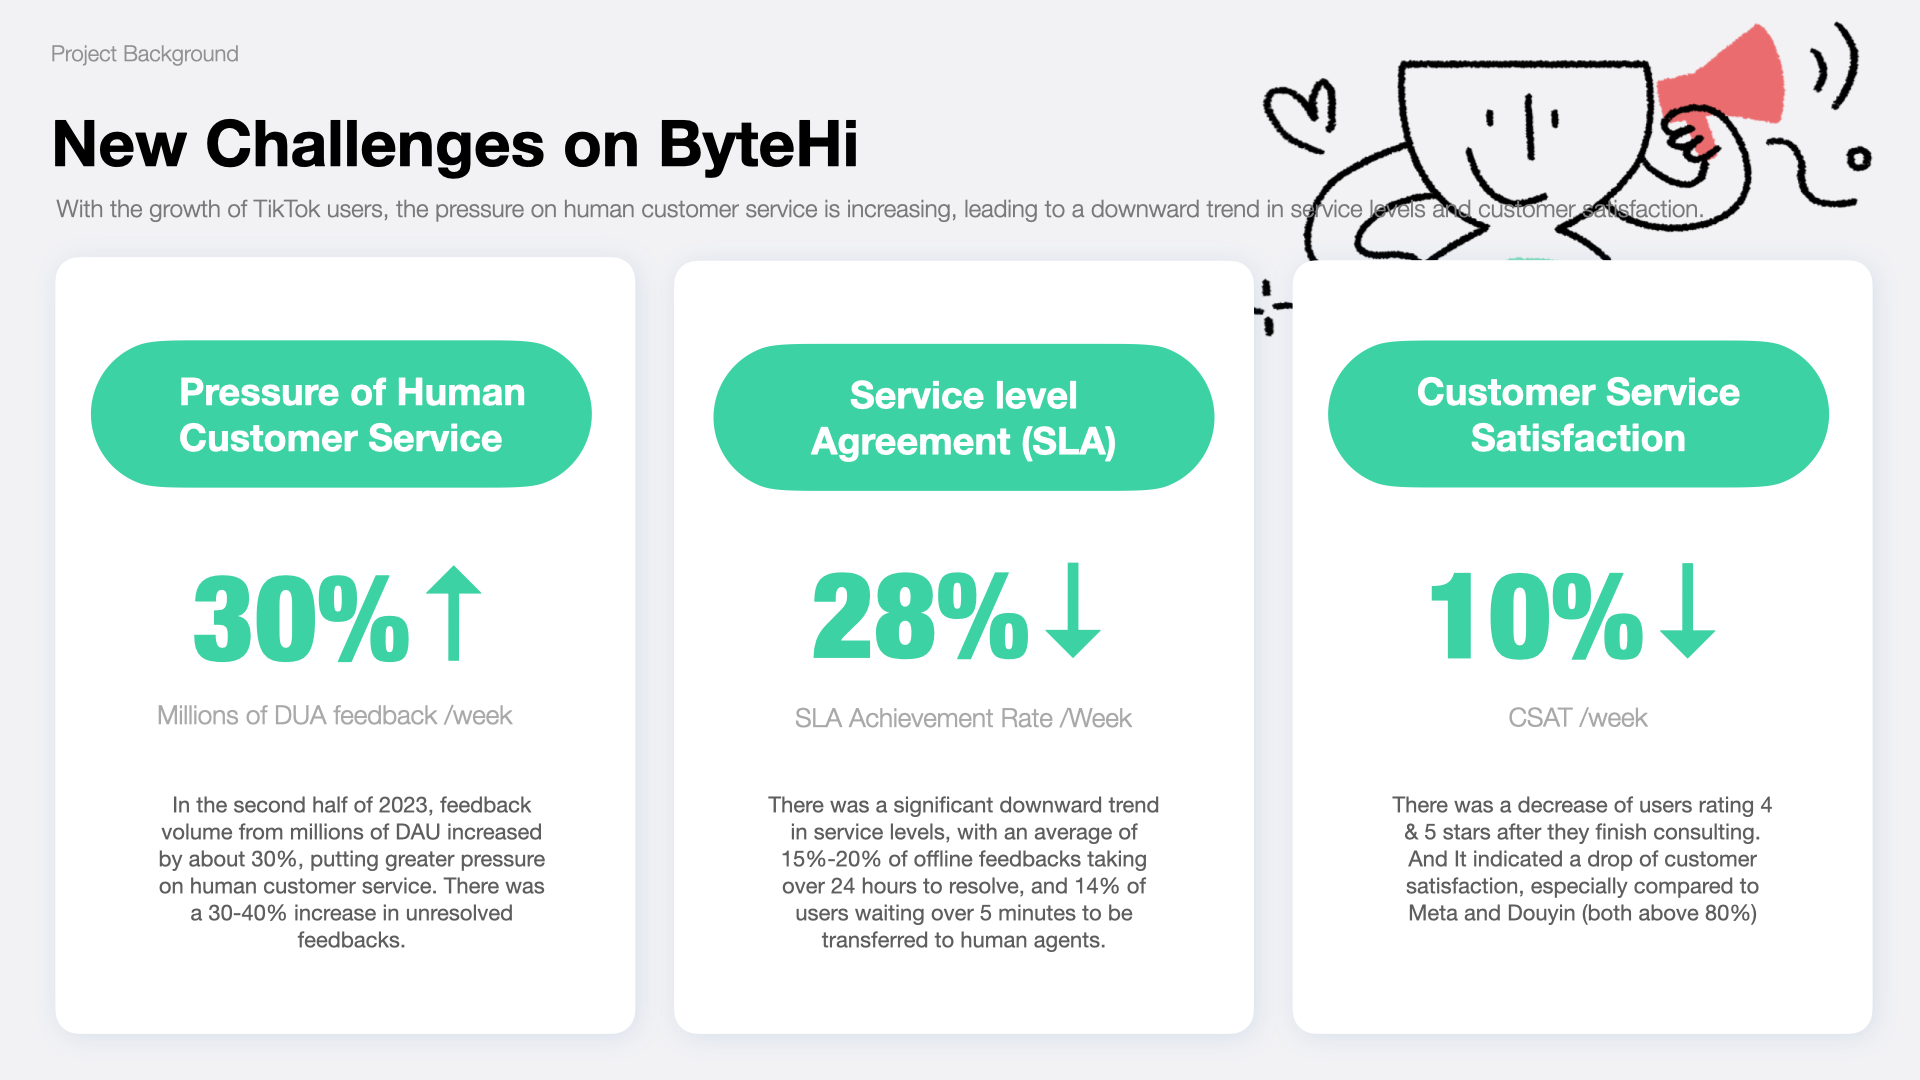 Project Background
New Challenges on ByteHi
With the growth of TikTok users, the pressure on human customer service is increasing, leading to a downward trend in service levels and customer satisfaction.
Pressure of Human
Customer Service
30%↑
Millions of DUA feedback /week
In the second half of 2023, feedback
volume from millions of DAU increased
by about 30%, putting greater pressure
on human customer service. There was
a 30-40% increase in unresolved
feedbacks.
Service level
Agreement (SLA)
28%↓
SLA Achievement Rate /Week
There was a significant downward trend
in service levels, with an average of
15%-20% of offline feedbacks taking
over 24 hours to resolve, and 14% of
users waiting over 5 minutes to be
transferred to human agents.
Customer Service
Satisfaction
10%↓
CSAT /week
There was a decrease of users rating 4
& 5 stars after they finish consulting.
And It indicated a drop of customer
satisfaction, especially compared to
Meta and Douyin (both above 80%)